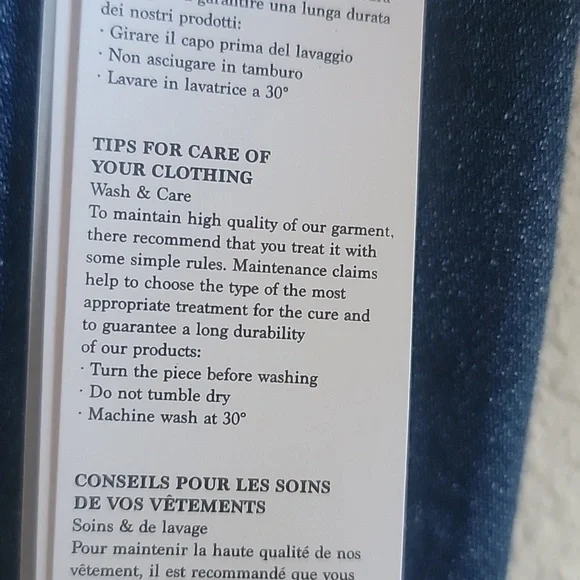 garantire una lunga durata
dei nostri prodotti:
· Girare il capo prima del lavaggio
· Non asciugare in tamburo
· Lavare in lavatrice a 30°
TIPS FOR CARE OF
YOUR CLOTHING
Wash & Care
To maintain high quality of our garment,
there recommend that you treat it with
some simple rules. Maintenance claims
help to choose the type of the most
appropriate treatment for the cure and
to guarantee a long durability
of our products:
· Turn the piece before washing
· Do not tumble dry
· Machine wash at 30°
CONSEILS POUR LES SOINS
DE VOS VÊTEMENTS
Soins & de lavage
Pour maintenir la haute qualité de nos
vêtement, il est recommandé que vous